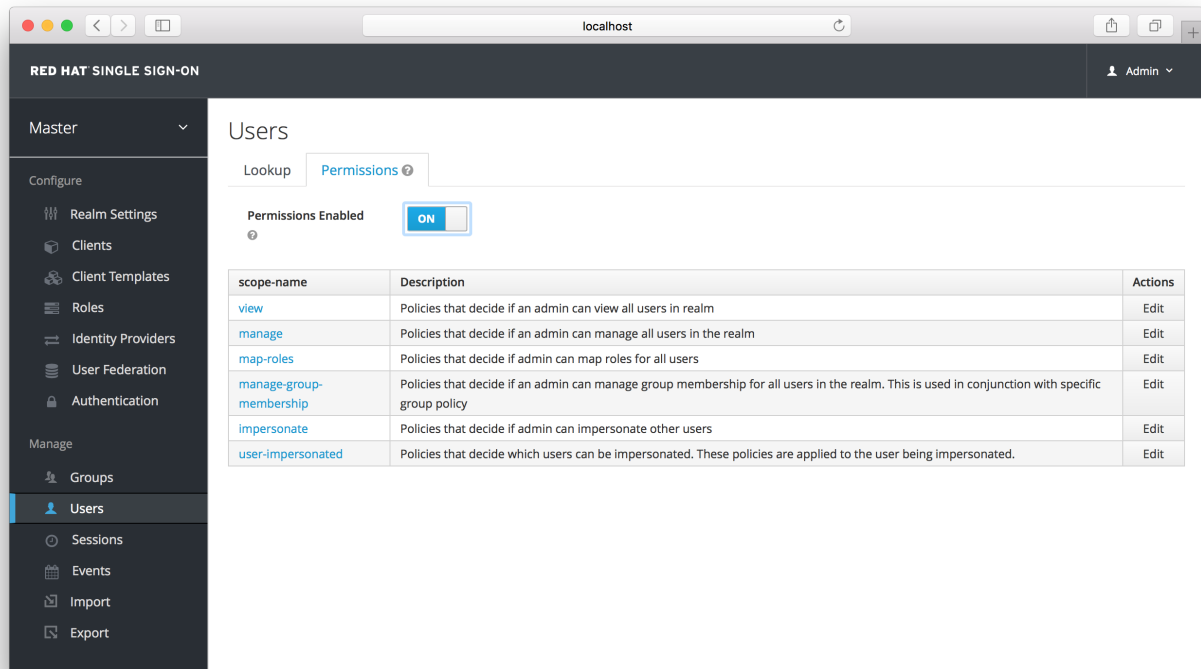 localhost
RED HAT SINGLE SIGN-ON
Admin
Master
Configure
Realm Settings
Clients
Client Templates
Roles
Identity Providers
User Federation
Authentication
Manage
Groups
Users
Sessions
Events
Import
Export
Users
Lookup
Permissions
Permissions Enabled
ON
scope-name Description Actions
view Policies that decide if an admin can view all users in realm Edit
manage Policies that decide if an admin can manage all users in the realm Edit
map-roles Policies that decide if admin can map roles for all users Edit
manage-group- Policies that decide if an admin can manage group membership for all users in the realm. This is used in conjunction with specific Edit
membership group policy
impersonate Policies that decide if admin can impersonate other users Edit
user-impersonated Policies that decide which users can be impersonated. These policies are applied to the user being impersonated. Edit